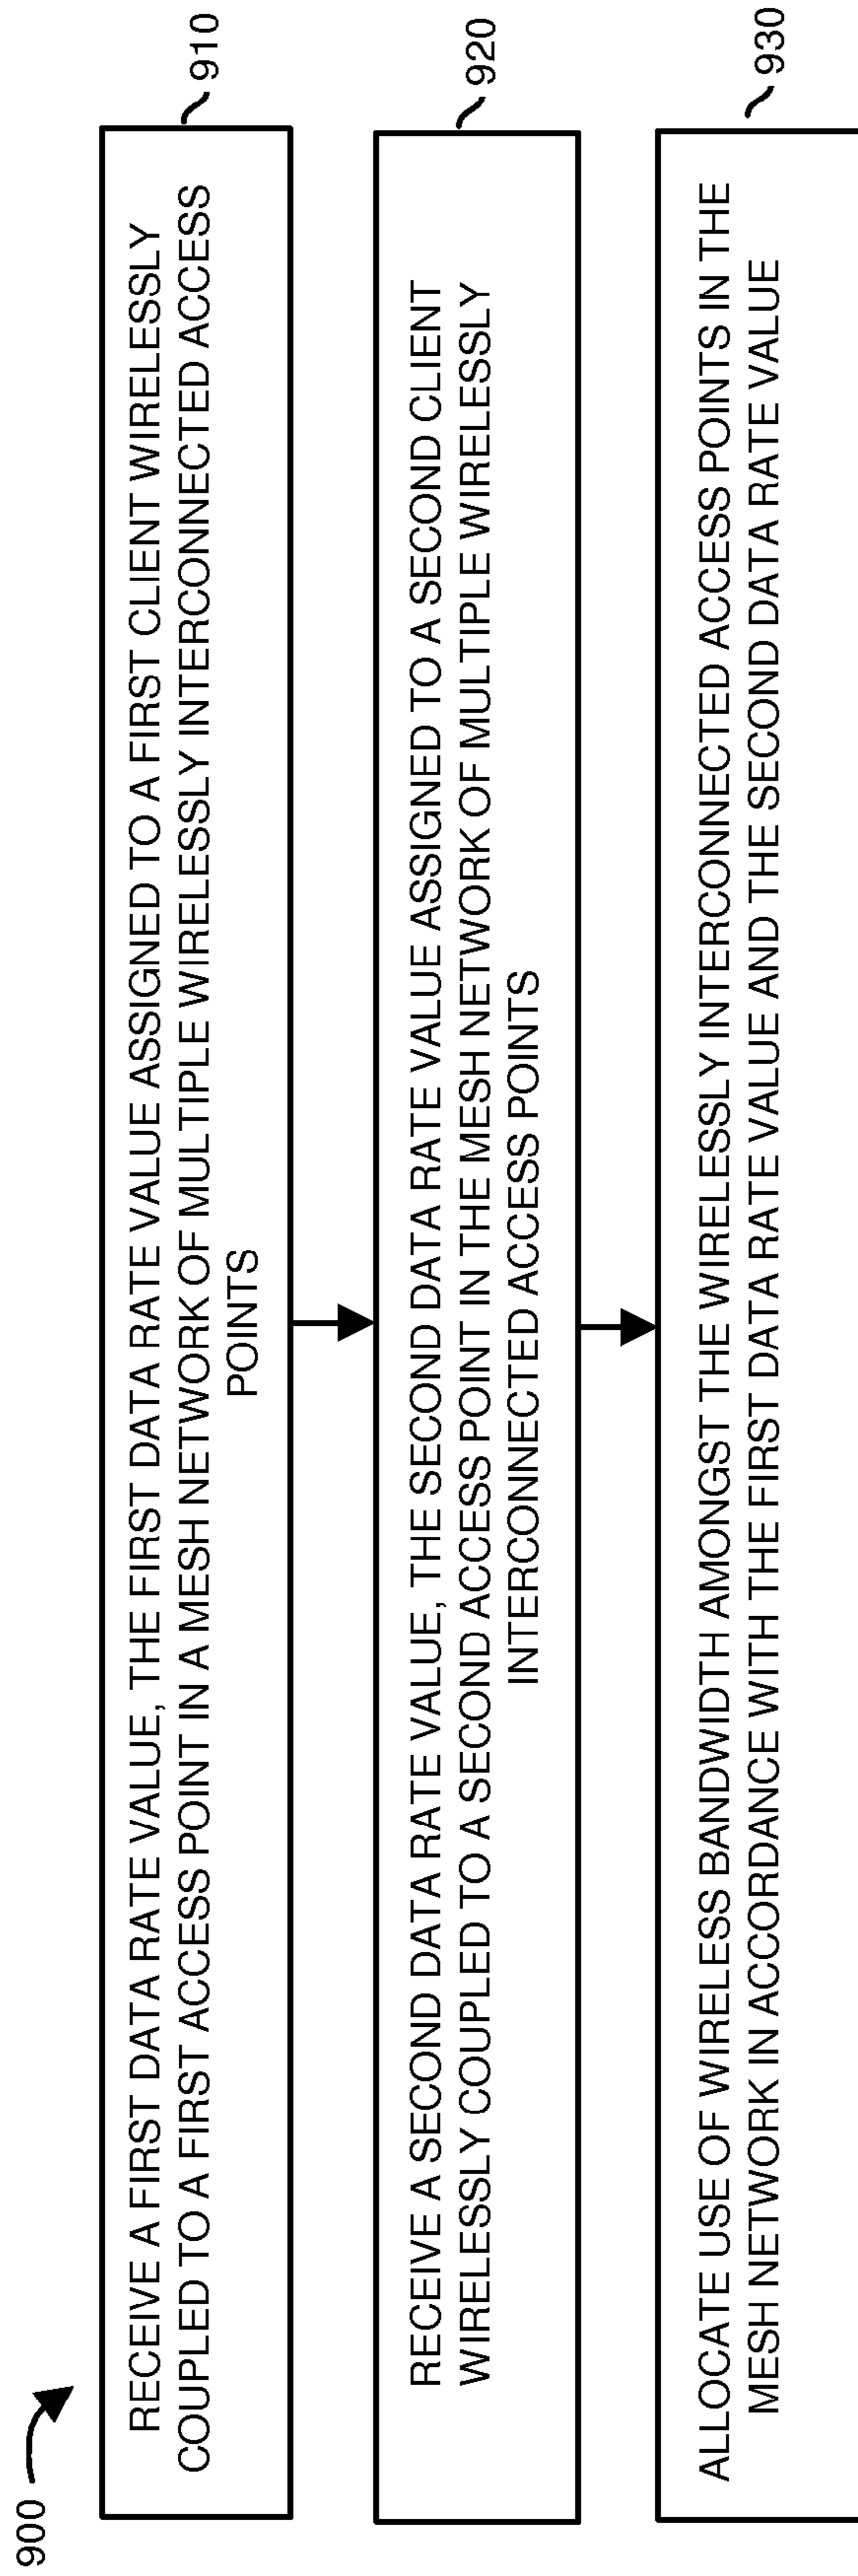 900
RECEIVE A FIRST DATA RATE VALUE, THE FIRST DATA RATE VALUE ASSIGNED TO A FIRST CLIENT WIRELESSLY
COUPLED TO A FIRST ACCESS POINT IN A MESH NETWORK OF MULTIPLE WIRELESSLY INTERCONNECTED ACCESS
POINTS
910
RECEIVE A SECOND DATA RATE VALUE, THE SECOND DATA RATE VALUE ASSIGNED TO A SECOND CLIENT
WIRELESSLY COUPLED TO A SECOND ACCESS POINT IN THE MESH NETWORK OF MULTIPLE WIRELESSLY
INTERCONNECTED ACCESS POINTS
920
ALLOCATE USE OF WIRELESS BANDWIDTH AMONGST THE WIRELESSLY INTERCONNECTED ACCESS POINTS IN THE
MESH NETWORK IN ACCORDANCE WITH THE FIRST DATA RATE VALUE AND THE SECOND DATA RATE VALUE
930